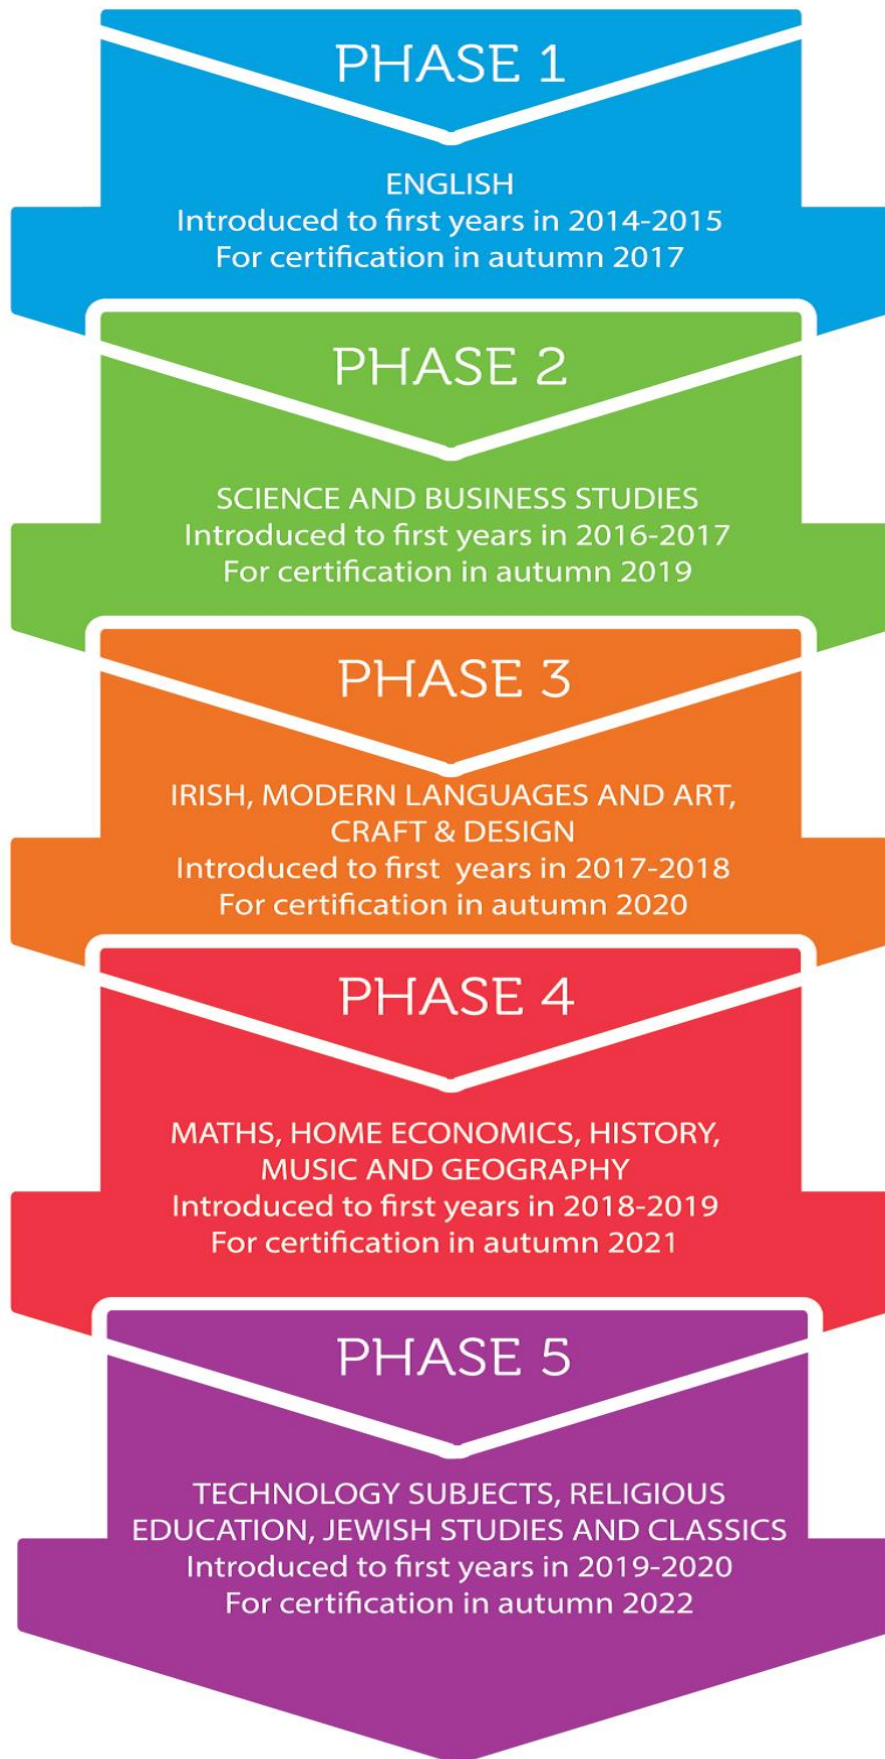 PHASE 1
ENGLISH
Introduced to first years in 2014-2015
For certification in autumn 2017
PHASE 2
SCIENCE AND BUSINESS STUDIES
Introduced to first years in 2016-2017
For certification in autumn 2019
PHASE 3
IRISH, MODERN LANGUAGES AND ART,
CRAFT & DESIGN
Introduced to first years in 2017-2018
For certification in autumn 2020
PHASE 4
MATHS, HOME ECONOMICS, HISTORY,
MUSIC AND GEOGRAPHY
Introduced to first years in 2018-2019
For certification in autumn 2021
PHASE 5
TECHNOLOGY SUBJECTS, RELIGIOUS
EDUCATION, JEWISH STUDIES AND CLASSICS
Introduced to first years in 2019-2020
For certification in autumn 2022